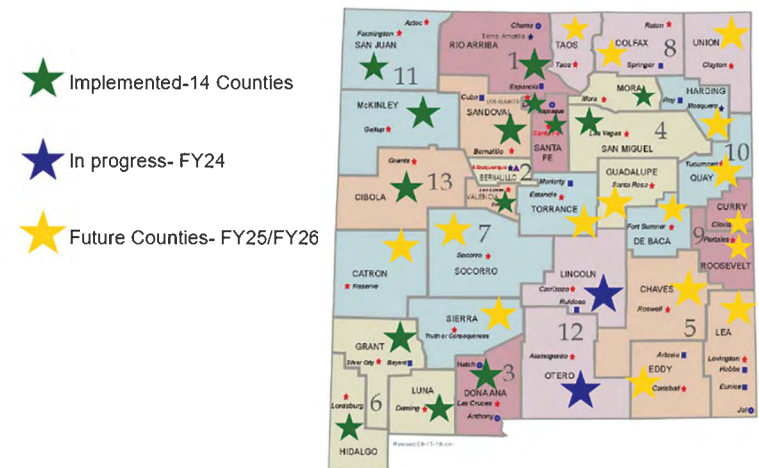 Implemented-14 Counties
In progress- FY24
Future Counties- FY25/FY26
Aztec
Farmington
SAN JUAN
11
Chama
Tierra Amarilla
RIO ARRIBA
1
Española
TAOS
Taos
Raton
COLFAX
8
Springer
UNION
Clayton
McKINLEY
Gallup
Cuba
LOS ALAMOS
SANDOVAL
Bernalillo
SANTA
FE
MORA
Mora
Roy
HARDING
Mosquero
Las Vegas
4
SAN MIGUEL
10
Tucumcari
QUAY
Grants
13
CIBOLA
Albuquerque
2
BERNALILLO
VALENCIA
Moriarty
Estancia
TORRANCE
GUADALUPE
Santa Rosa
CURRY
Clovis
Portales
9
ROOSEVELT
Fort Sumner
DE BACA
7
Socorro
SOCORRO
CATRON
Reserve
LINCOLN
Carrizozo
Ruidoso
CHAVES
Roswell
5
LEA
SIERRA
Truth or Consequences
12
Alamogordo
OTERO
Artesia
EDDY
Carlsbad
Lovington
Hobbs
Eunice
Jal
GRANT
Silver City
Bayard
6
Lordsburg
HIDALGO
LUNA
Deming
Hatch
3
DONA ANA
Las Cruces
Anthony